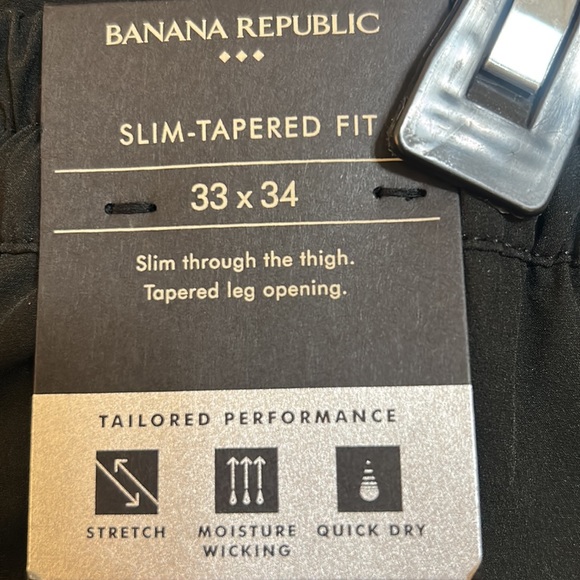 BANANA REPUBLIC
SLIM-TAPERED FIT
33 x 34
Slim through the thigh.
Tapered leg opening.
TAILORED PERFORMANCE
STRETCH
MOISTURE WICKING
QUICK DRY